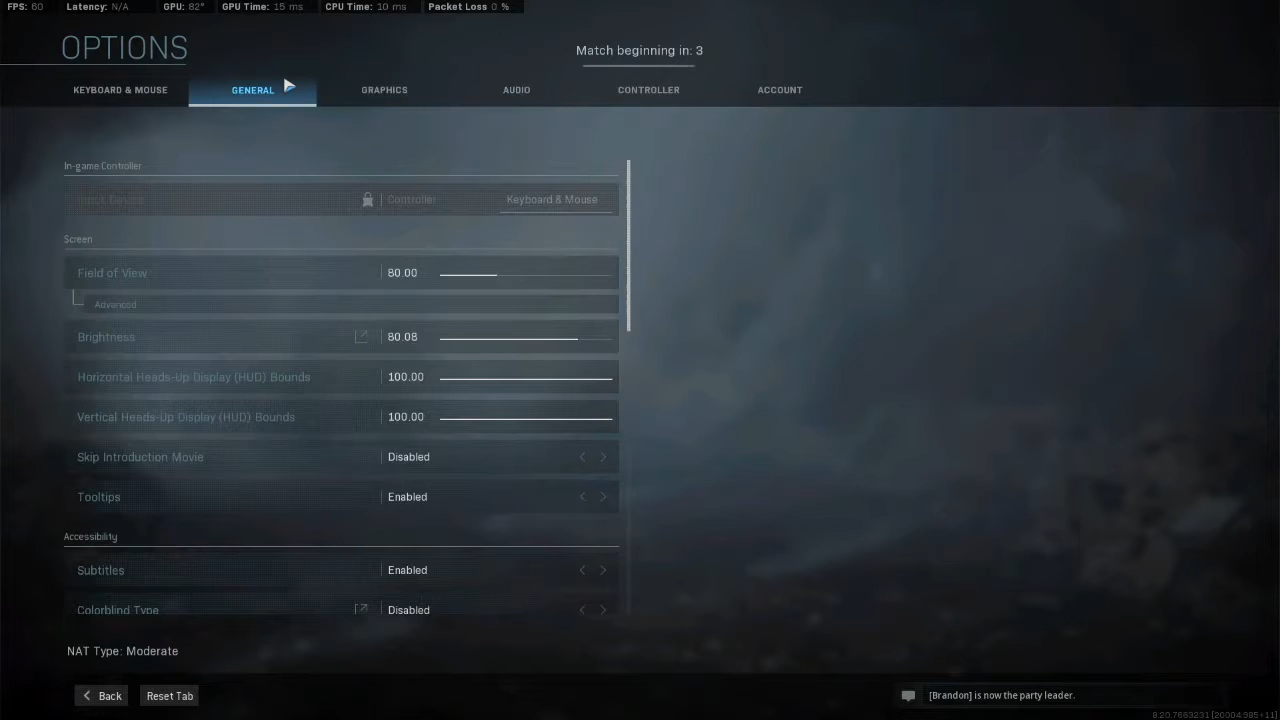 FPS: 60 Latency: N/A GPU: 82° GPU Time: 15 ms CPU Time: 10 ms Packet Loss 0 %
OPTIONS
Match beginning in: 3
KEYBOARD & MOUSE GENERAL GRAPHICS AUDIO CONTROLLER ACCOUNT
In-game Controller
Input Device Controller Keyboard & Mouse
Screen
Field of View 80.00
Advanced
Brightness 80.08
Horizontal Heads-Up Display (HUD) Bounds 100.00
Vertical Heads-Up Display (HUD) Bounds 100.00
Skip Introduction Movie Disabled
Tooltips Enabled
Accessibility
Subtitles Enabled
Colorblind Type Disabled
NAT Type: Moderate
Back Reset Tab
[Brandon] is now the party leader.